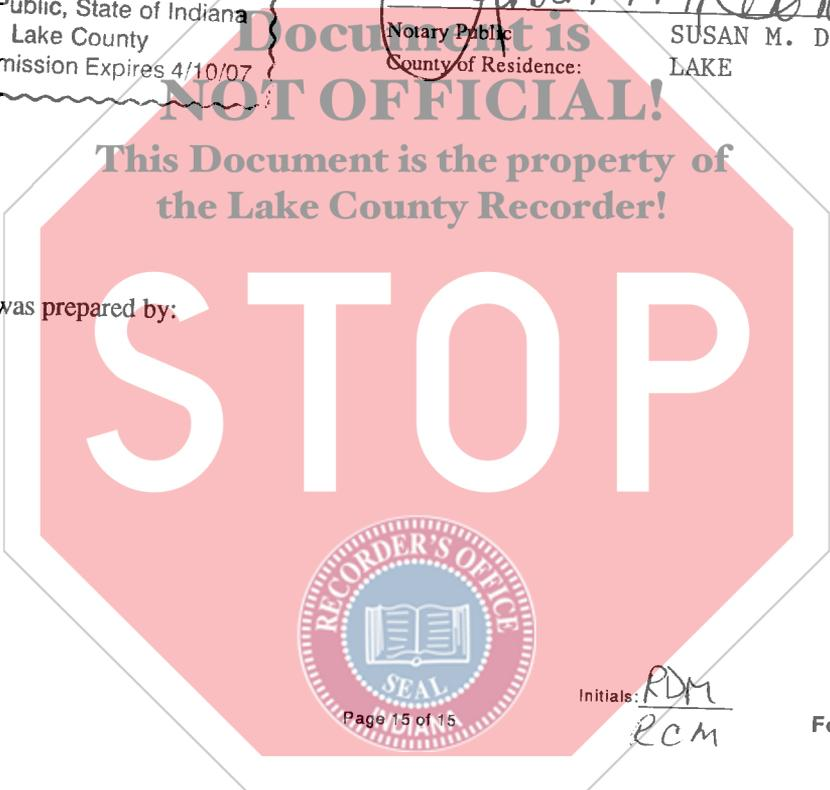 Public, State of Indiana
Lake County
mission Expires 4/10/07
Notary Public
County of Residence:
SUSAN M. D
LAKE
Document is
NOT OFFICIAL!
This Document is the property of
the Lake County Recorder!
was prepared by:
STOP
RECORDER'S OFFICE
SEAL
INDIANA
Page 15 of 15
Initials: RDM
RCM
Fo